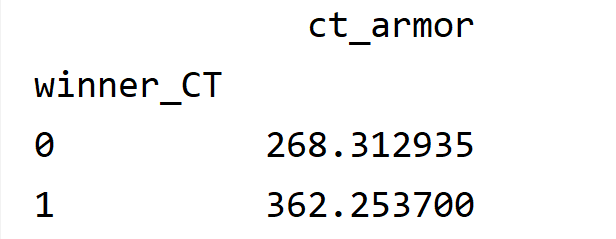 ct_armor
winner_CT
0 268.312935
1 362.253700